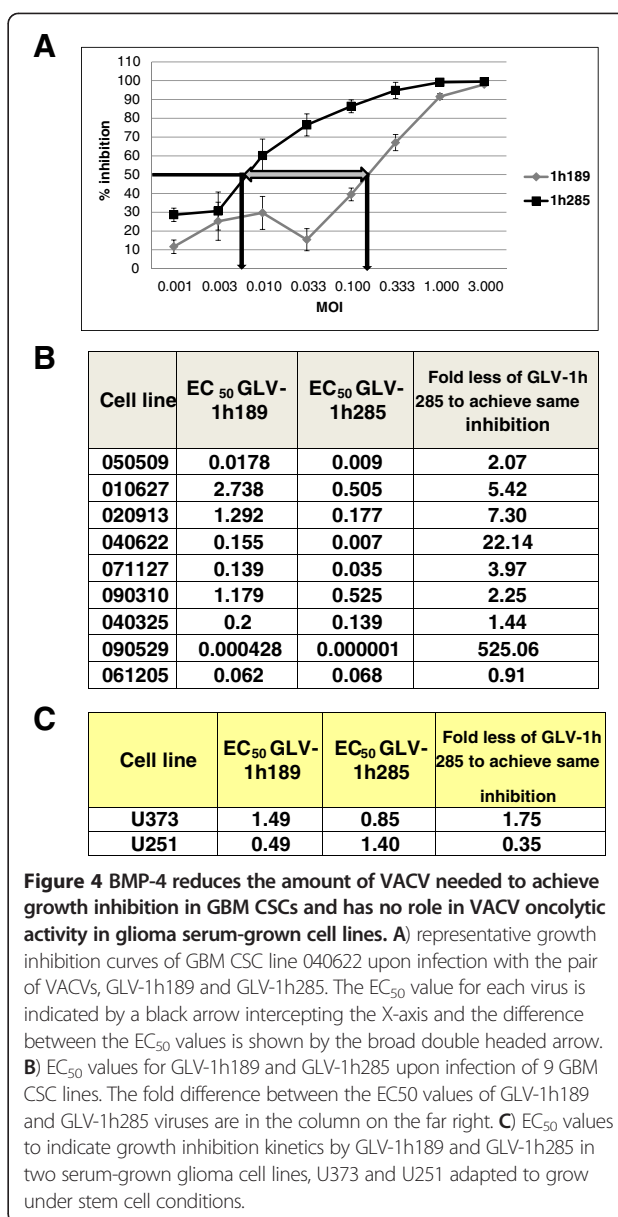 A
110
100
90
80
70
60
50
40
30
20
10
0
% inhibition
1h189
1h285
0.001 0.003 0.010 0.033 0.100 0.333 1.000 3.000
MOI
B
Cell line | EC50 GLV-1h189 | EC50 GLV-1h285 | Fold less of GLV-1h 285 to achieve same inhibition
050509 0.0178 0.009 2.07
010627 2.738 0.505 5.42
020913 1.292 0.177 7.30
040622 0.155 0.007 22.14
071127 0.139 0.035 3.97
090310 1.179 0.525 2.25
040325 0.2 0.139 1.44
090529 0.000428 0.000001 525.06
061205 0.062 0.068 0.91
C
Cell line | EC50 GLV-1h189 | EC50 GLV-1h285 | Fold less of GLV-1h 285 to achieve same inhibition
U373 1.49 0.85 1.75
U251 0.49 1.40 0.35
Figure 4 BMP-4 reduces the amount of VACV needed to achieve
growth inhibition in GBM CSCs and has no role in VACV oncolytic
activity in glioma serum-grown cell lines. A) representative growth
inhibition curves of GBM CSC line 040622 upon infection with the pair
of VACVs, GLV-1h189 and GLV-1h285. The EC50 value for each virus is
indicated by a black arrow intercepting the X-axis and the difference
between the EC50 values is shown by the broad double headed arrow.
B) EC50 values for GLV-1h189 and GLV-1h285 upon infection of 9 GBM
CSC lines. The fold difference between the EC50 values of GLV-1h189
and GLV-1h285 viruses are in the column on the far right. C) EC50 values
to indicate growth inhibition kinetics by GLV-1h189 and GLV-1h285 in
two serum-grown glioma cell lines, U373 and U251 adapted to grow
under stem cell conditions.